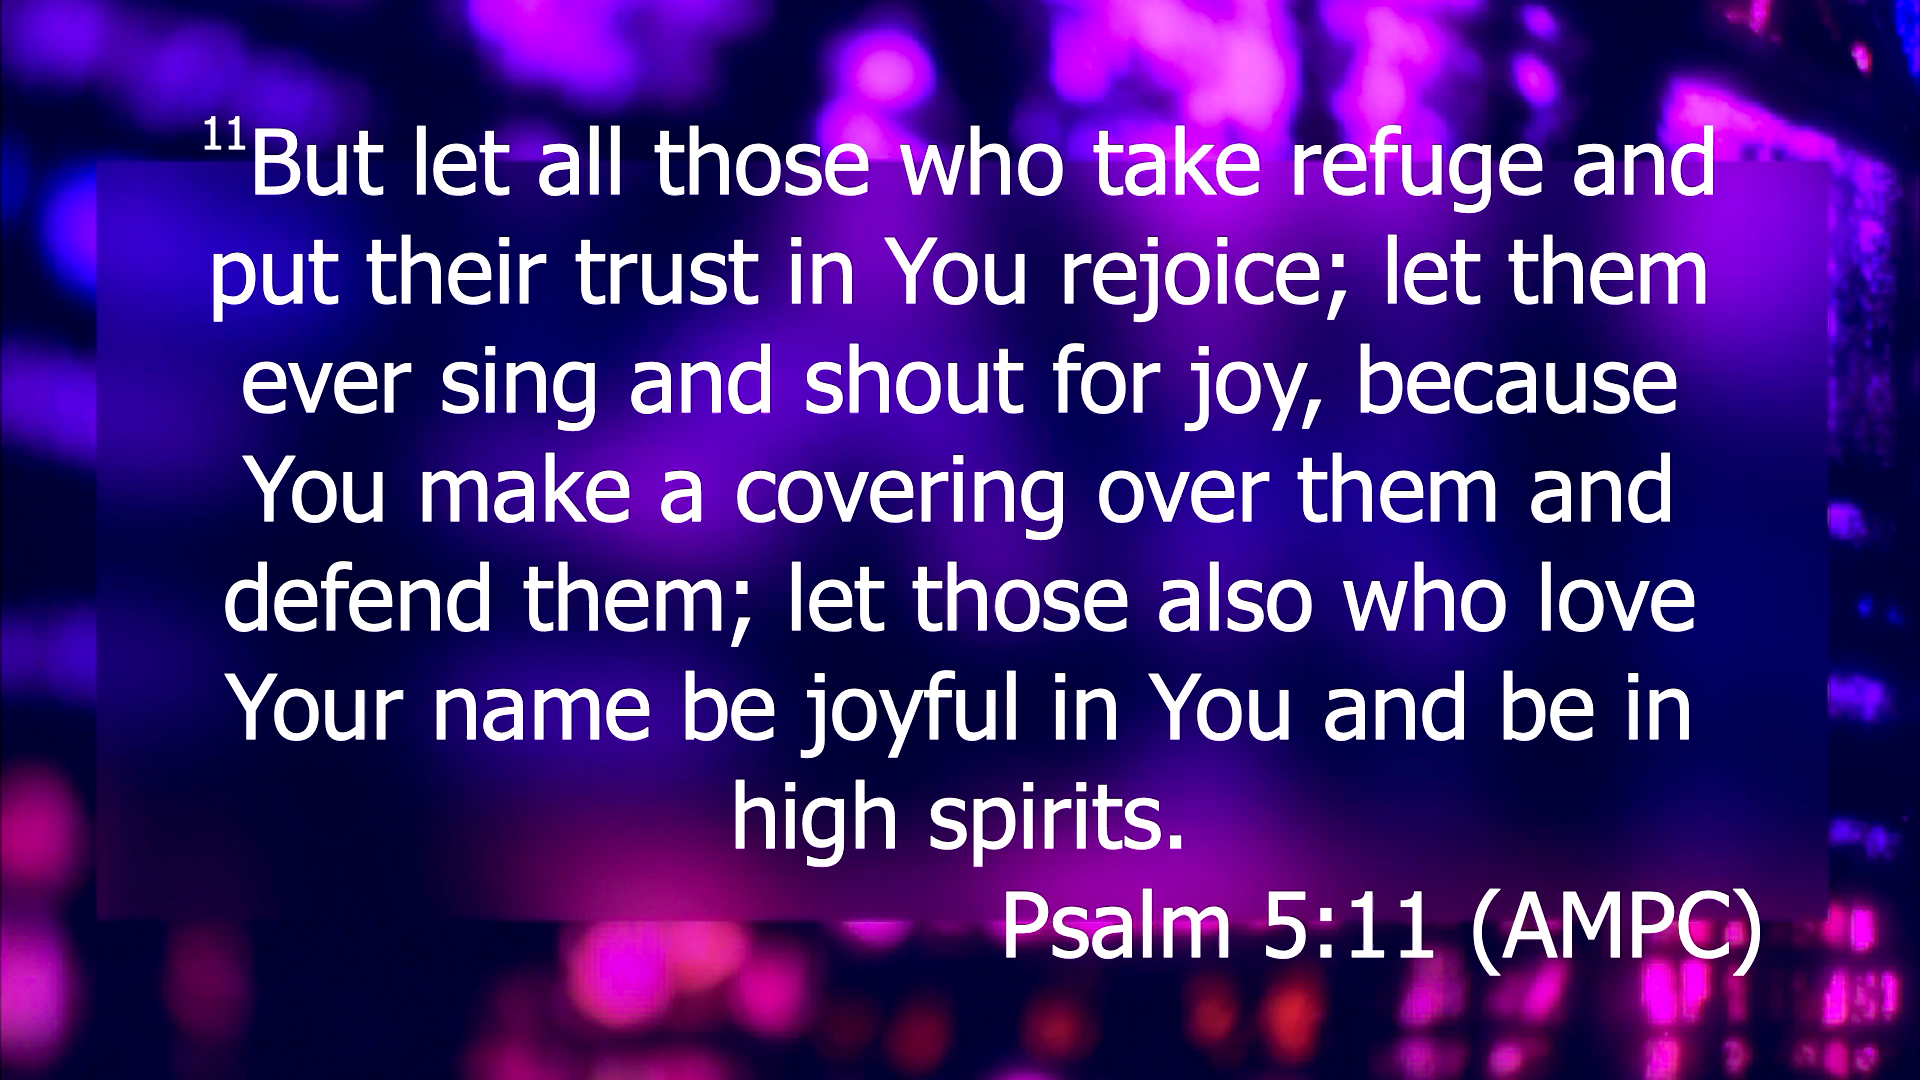 11But let all those who take refuge and
put their trust in You rejoice; let them
ever sing and shout for joy, because
You make a covering over them and
defend them; let those also who love
Your name be joyful in You and be in
high spirits.
Psalm 5:11 (AMPC)